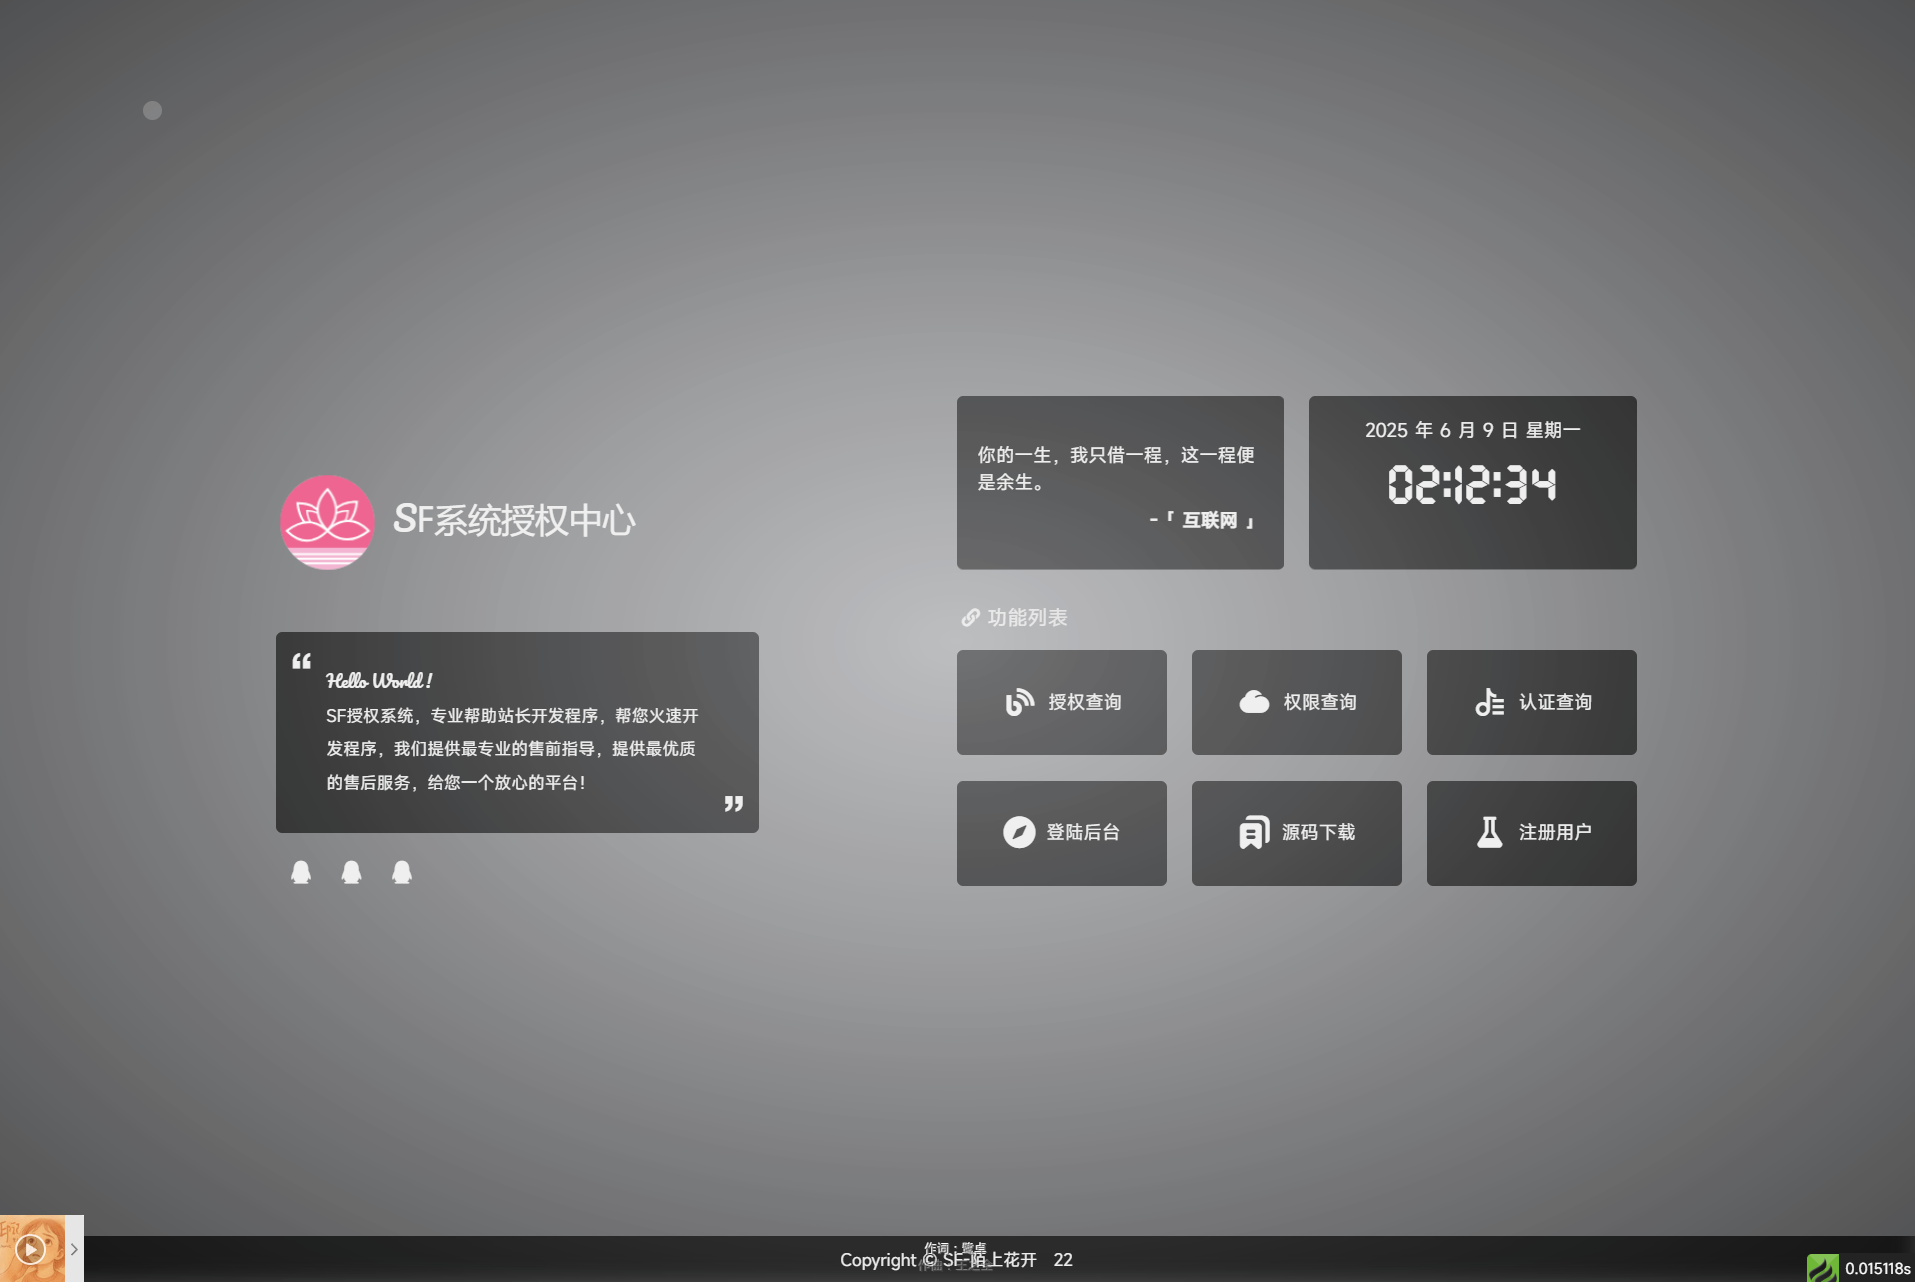 SF系统授权中心
Hello World !
SF授权系统，专业帮助站长开发程序，帮您火速开
发程序，我们提供最专业的售前指导，提供最优质
的售后服务，给您一个放心的平台！
你的一生，我只借一程，这一程便
是余生。
-「 互联网 」
2025 年 6 月 9 日 星期一
02:12:34
功能列表
授权查询
权限查询
认证查询
登陆后台
源码下载
注册用户
作词：
Copyright © SF-陌上花开 22
0.015118s